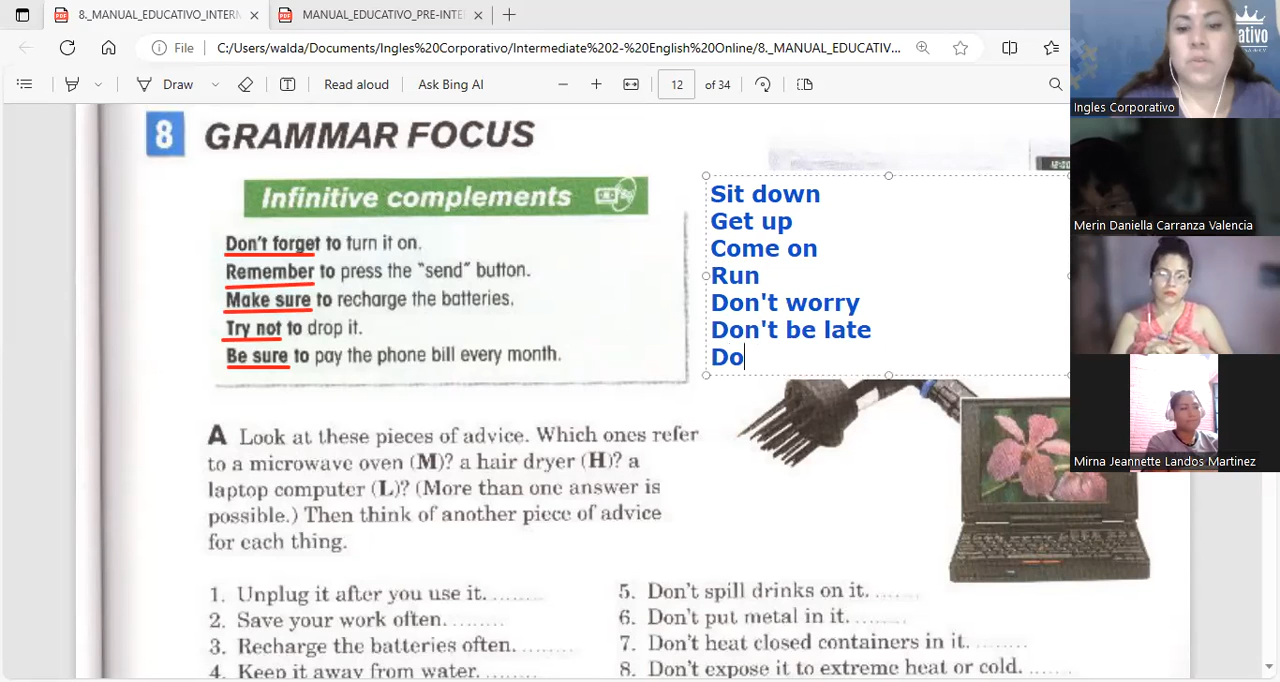 8._MANUAL_EDUCATIVO_INTERN
MANUAL_EDUCATIVO_PRE-INTE
File
C:/Users/walda/Documents/Ingles%20Corporativo/Intermediate%202-%20English%20Online/8._MANUAL_EDUCATIV...
Draw
Read aloud
Ask Bing AI
12
of 34
ativo
Ingles Corporativo
Merin Daniella Carranza Valencia
Mirna Jeannette Landos Martinez
8 GRAMMAR FOCUS
Infinitive complements
Don't forget to turn it on.
Remember to press the "send" button.
Make sure to recharge the batteries.
Try not to drop it.
Be sure to pay the phone bill every month.
Sit down
Get up
Come on
Run
Don't worry
Don't be late
Do
A Look at these pieces of advice. Which ones refer
to a microwave oven (M)? a hair dryer (H)? a
laptop computer (L)? (More than one answer is
possible.) Then think of another piece of advice
for each thing.
1. Unplug it after you use it. ........
2. Save your work often. ........
3. Recharge the batteries often. ........
4. Keep it away from water. ........
5. Don't spill drinks on it. ........
6. Don't put metal in it. ........
7. Don't heat closed containers in it. ........
8. Don't expose it to extreme heat or cold. ........